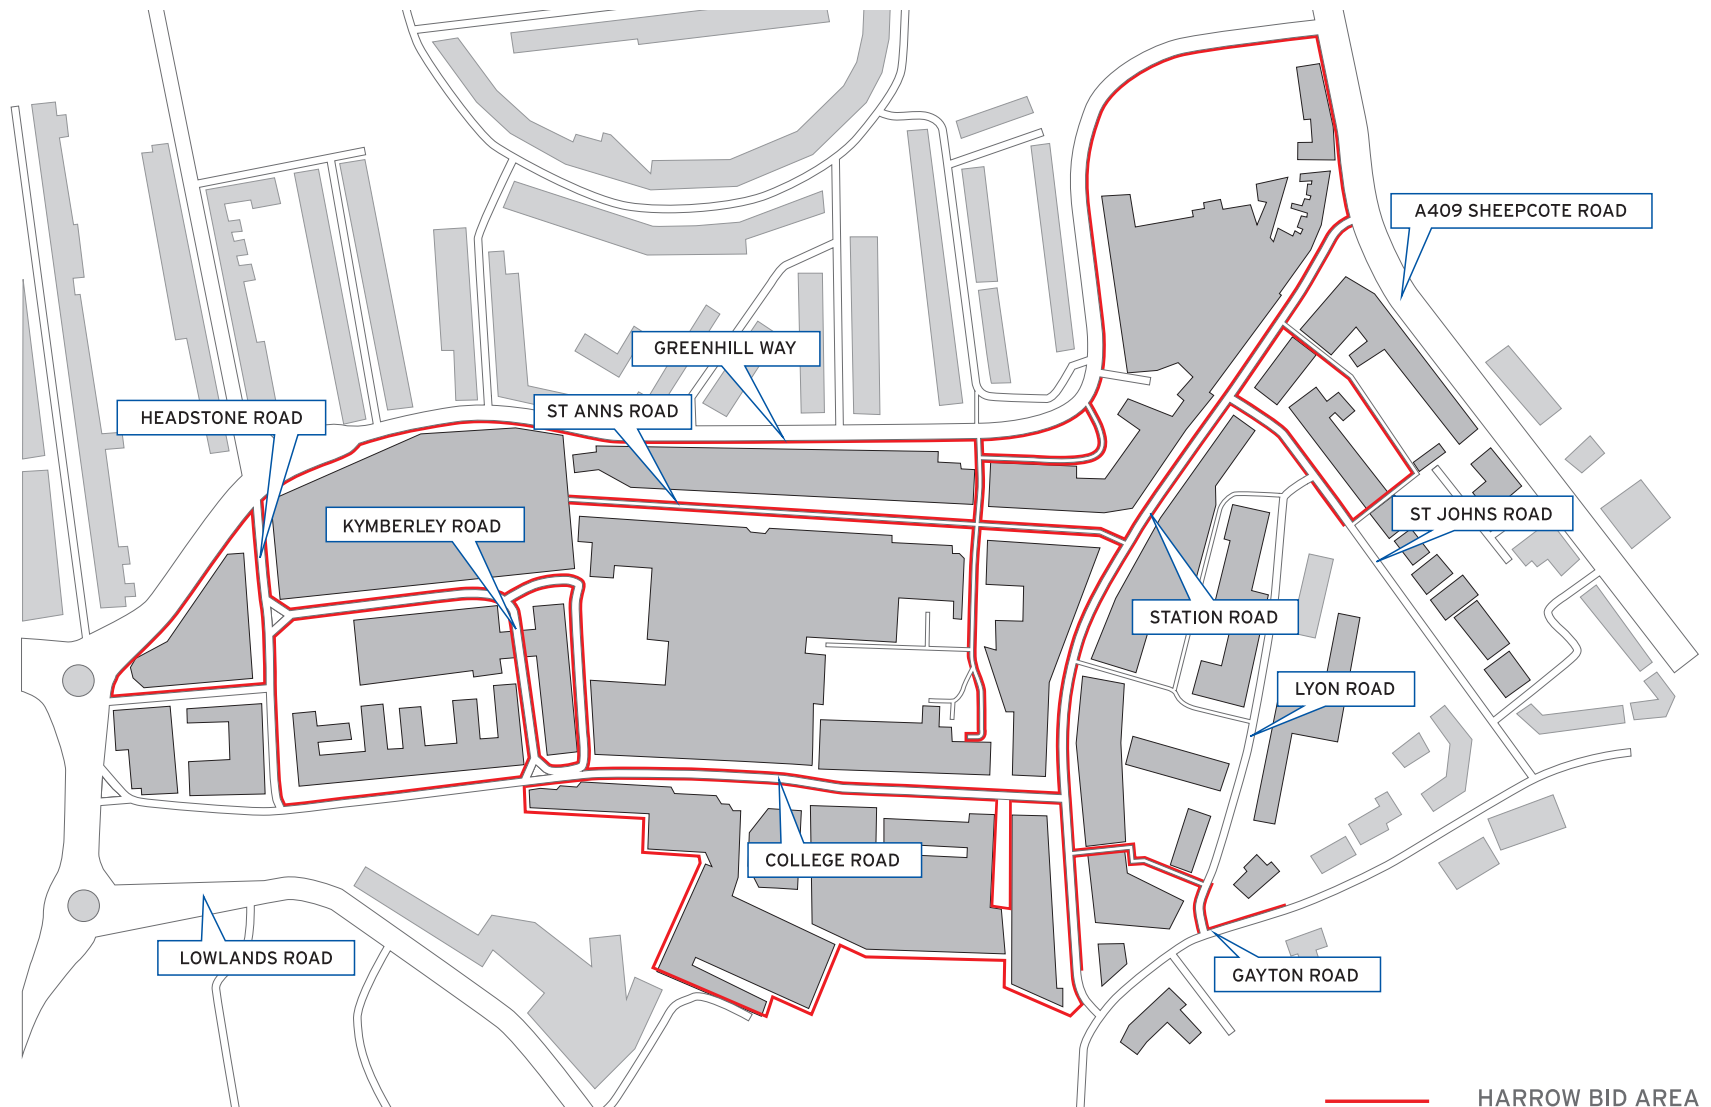 A409 SHEEPCOTE ROAD
GREENHILL WAY
ST ANNS ROAD
HEADSTONE ROAD
KYMBERLEY ROAD
ST JOHNS ROAD
STATION ROAD
LYON ROAD
COLLEGE ROAD
LOWLANDS ROAD
GAYTON ROAD
HARROW BID AREA